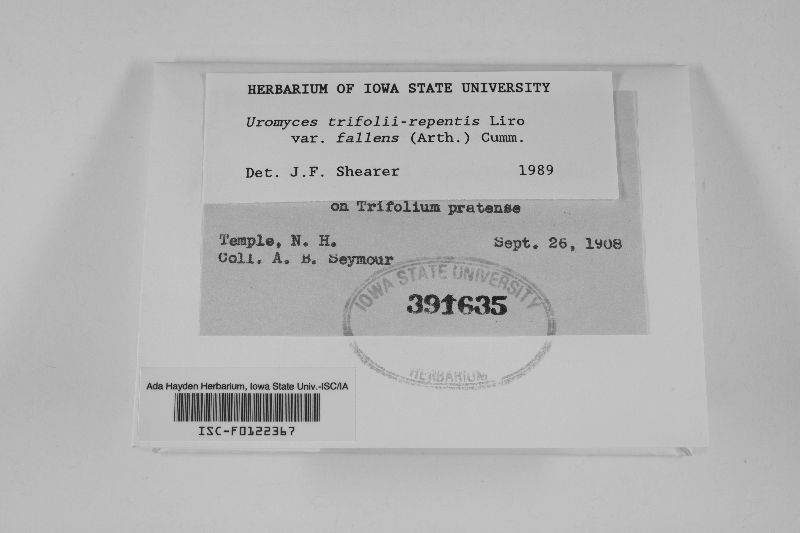 HERBARIUM OF IOWA STATE UNIVERSITY
Uromyces trifolii-repentis Liro
var. fallens (Arth.) Cumm.
Det. J.F. Shearer 1989
on Trifolium pratense
Temple, N. H. Sept. 26, 1908
Coll. A. B. Seymour
IOWA STATE UNIVERSITY
391635
HERBARIUM
Ada Hayden Herbarium, Iowa State Univ.-ISC/IA
ISC-F0122367